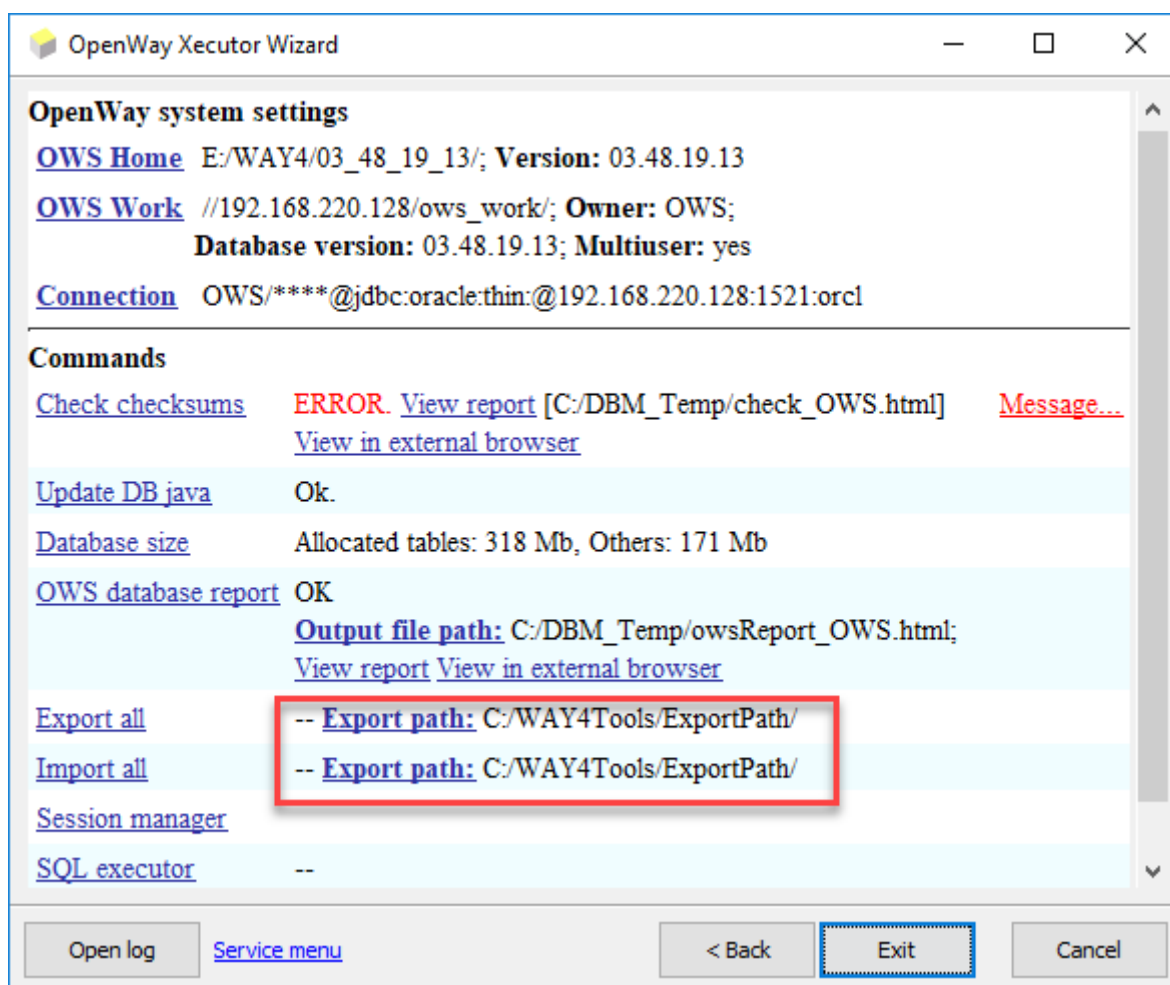 OpenWay Xecutor Wizard
OpenWay system settings
OWS Home E:/WAY4/03_48_19_13/; Version: 03.48.19.13
OWS Work //192.168.220.128/ows_work/; Owner: OWS;
Database version: 03.48.19.13; Multiuser: yes
Connection OWS/****@jdbc:oracle:thin:@192.168.220.128:1521:orcl
Commands
Check checksums ERROR. View report [C:/DBM_Temp/check_OWS.html] Message...
View in external browser
Update DB java Ok.
Database size Allocated tables: 318 Mb, Others: 171 Mb
OWS database report OK
Output file path: C:/DBM_Temp/owsReport_OWS.html;
View report View in external browser
Export all -- Export path: C:/WAY4Tools/ExportPath/
Import all -- Export path: C:/WAY4Tools/ExportPath/
Session manager
SQL executor --
Open log Service menu < Back Exit Cancel